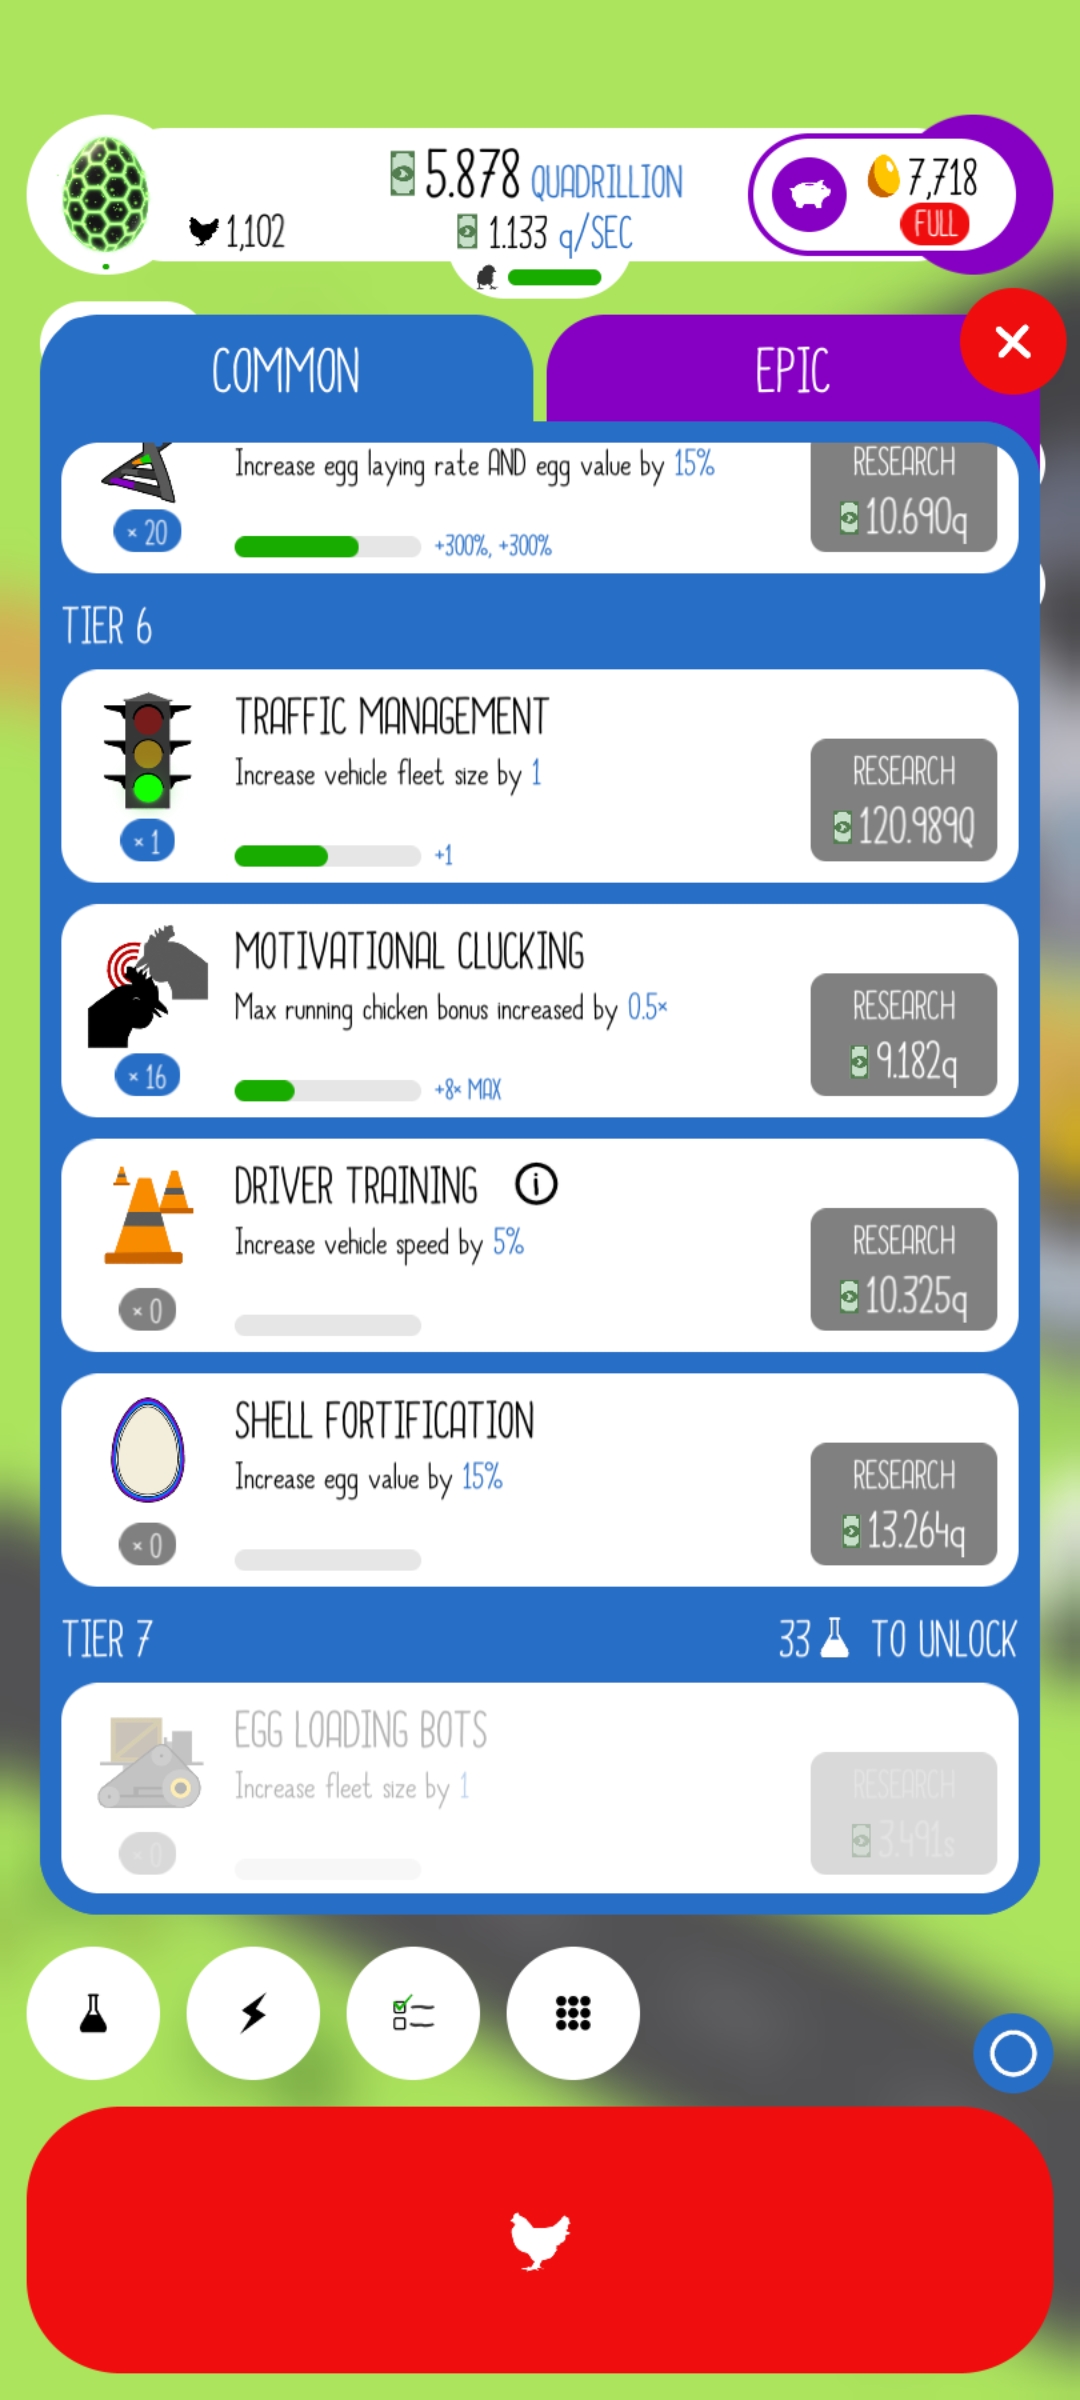 5.878 QUADRILLION
7,718
1,102
1.133 q/SEC
FULL
COMMON
EPIC
Increase egg laying rate AND egg value by 15%
RESEARCH
× 20
10.690q
+300%, +300%
TIER 6
TRAFFIC MANAGEMENT
Increase vehicle fleet size by 1
RESEARCH
120.989Q
× 1
+1
MOTIVATIONAL CLUCKING
Max running chicken bonus increased by 0.5×
RESEARCH
9.182q
× 16
+8× MAX
DRIVER TRAINING i
Increase vehicle speed by 5%
RESEARCH
10.325q
× 0
SHELL FORTIFICATION
Increase egg value by 15%
RESEARCH
13.264q
× 0
TIER 7
33 TO UNLOCK
EGG LOADING BOTS
Increase fleet size by 1
RESEARCH
3.491s
× 0